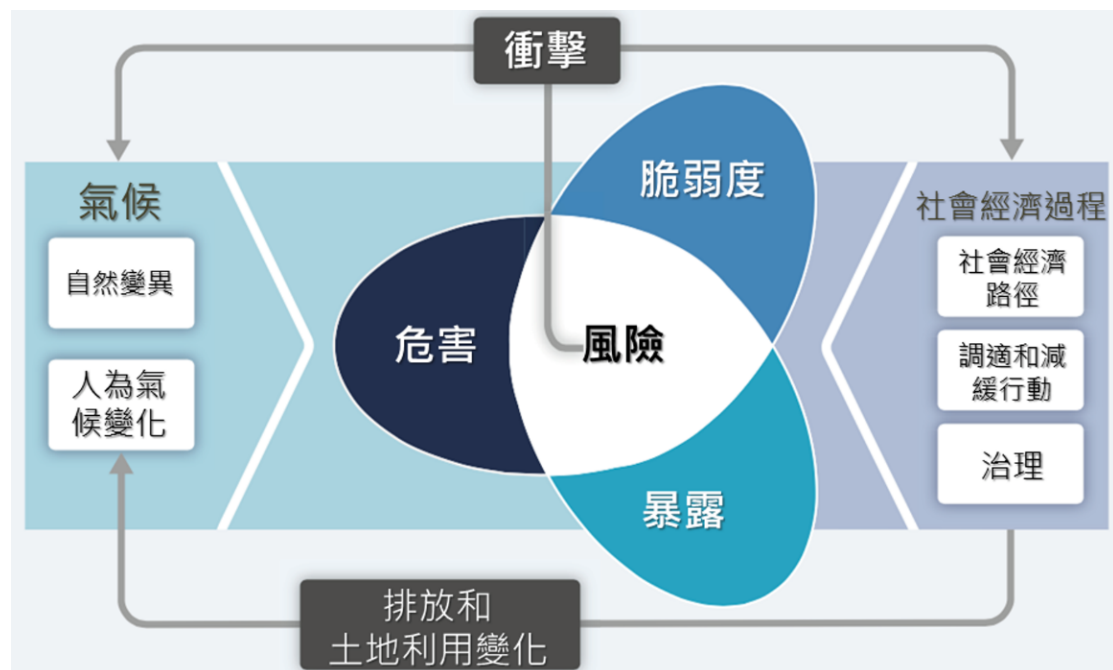 衝擊
氣候
自然變異
人為氣
候變化
危害
脆弱度
風險
暴露
社會經濟過程
社會經濟
路徑
調適和減
緩行動
治理
排放和
土地利用變化